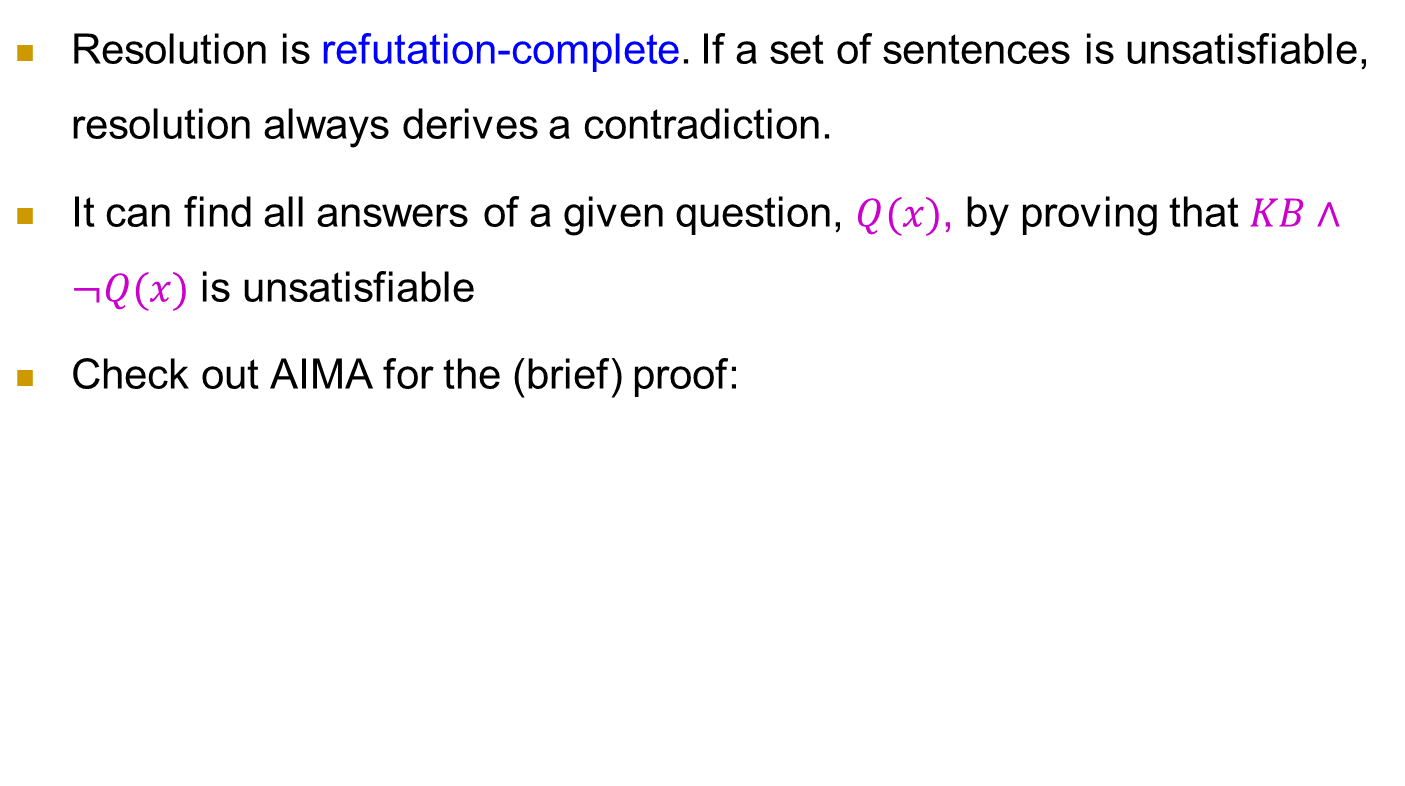 Resolution is refutation-complete. If a set of sentences is unsatisfiable,
resolution always derives a contradiction.
It can find all answers of a given question, 𝑄(𝑥), by proving that 𝐾𝐵 ∧
¬𝑄(𝑥) is unsatisfiable
Check out AIMA for the (brief) proof: